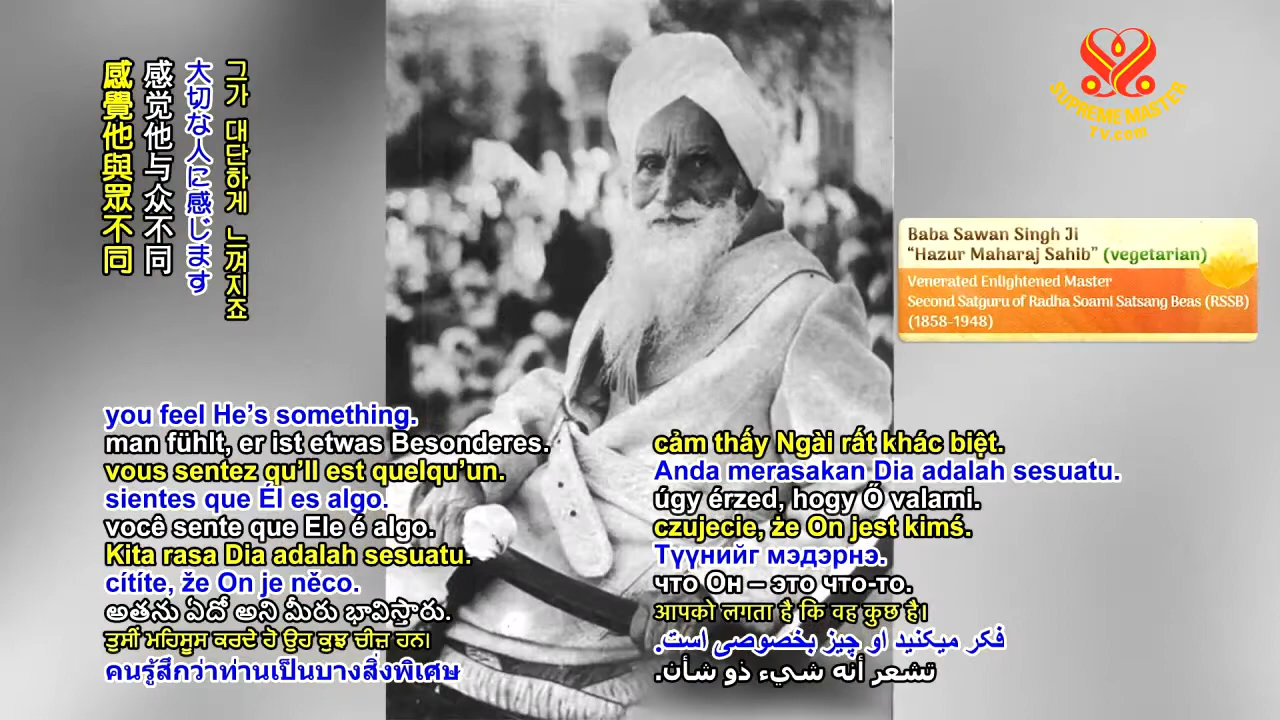 그가 대단하게 느껴지죠
大切な人に感じます
感觉他与众不同
感覺他與眾不同
SUPREME MASTER
TV.com
Baba Sawan Singh Ji
“Hazur Maharaj Sahib” (vegetarian)
Venerated Enlightened Master
Second Satguru of Radha Soami Satsang Beas (RSSB)
(1858-1948)
you feel He’s something.
man fühlt, er ist etwas Besonderes.
vous sentez qu’Il est quelqu’un.
sientes que Él es algo.
você sente que Ele é algo.
Kita rasa Dia adalah sesuatu.
cítíte, že On je něco.
అతను ఏదో అని మీరు భావిస్తారు.
ਤੁਸੀਂ ਮਹਿਸੂਸ ਕਰਦੇ ਹੋ ਉਹ ਕੁਝ ਚੀਜ਼ ਹਨ।
คนรู้สึกว่าท่านเป็นบางสิ่งพิเศษ
cảm thấy Ngài rất khác biệt.
Anda merasakan Dia adalah sesuatu.
úgy érzed, hogy Ő valami.
czujecie, że On jest kimś.
Түүнийг мэдэрнэ.
что Он – это что-то.
आपको लगता है कि वह कुछ है।
فکر میکنید او چیز بخصوصی است.
تشعر أنه شيء ذو شأن.